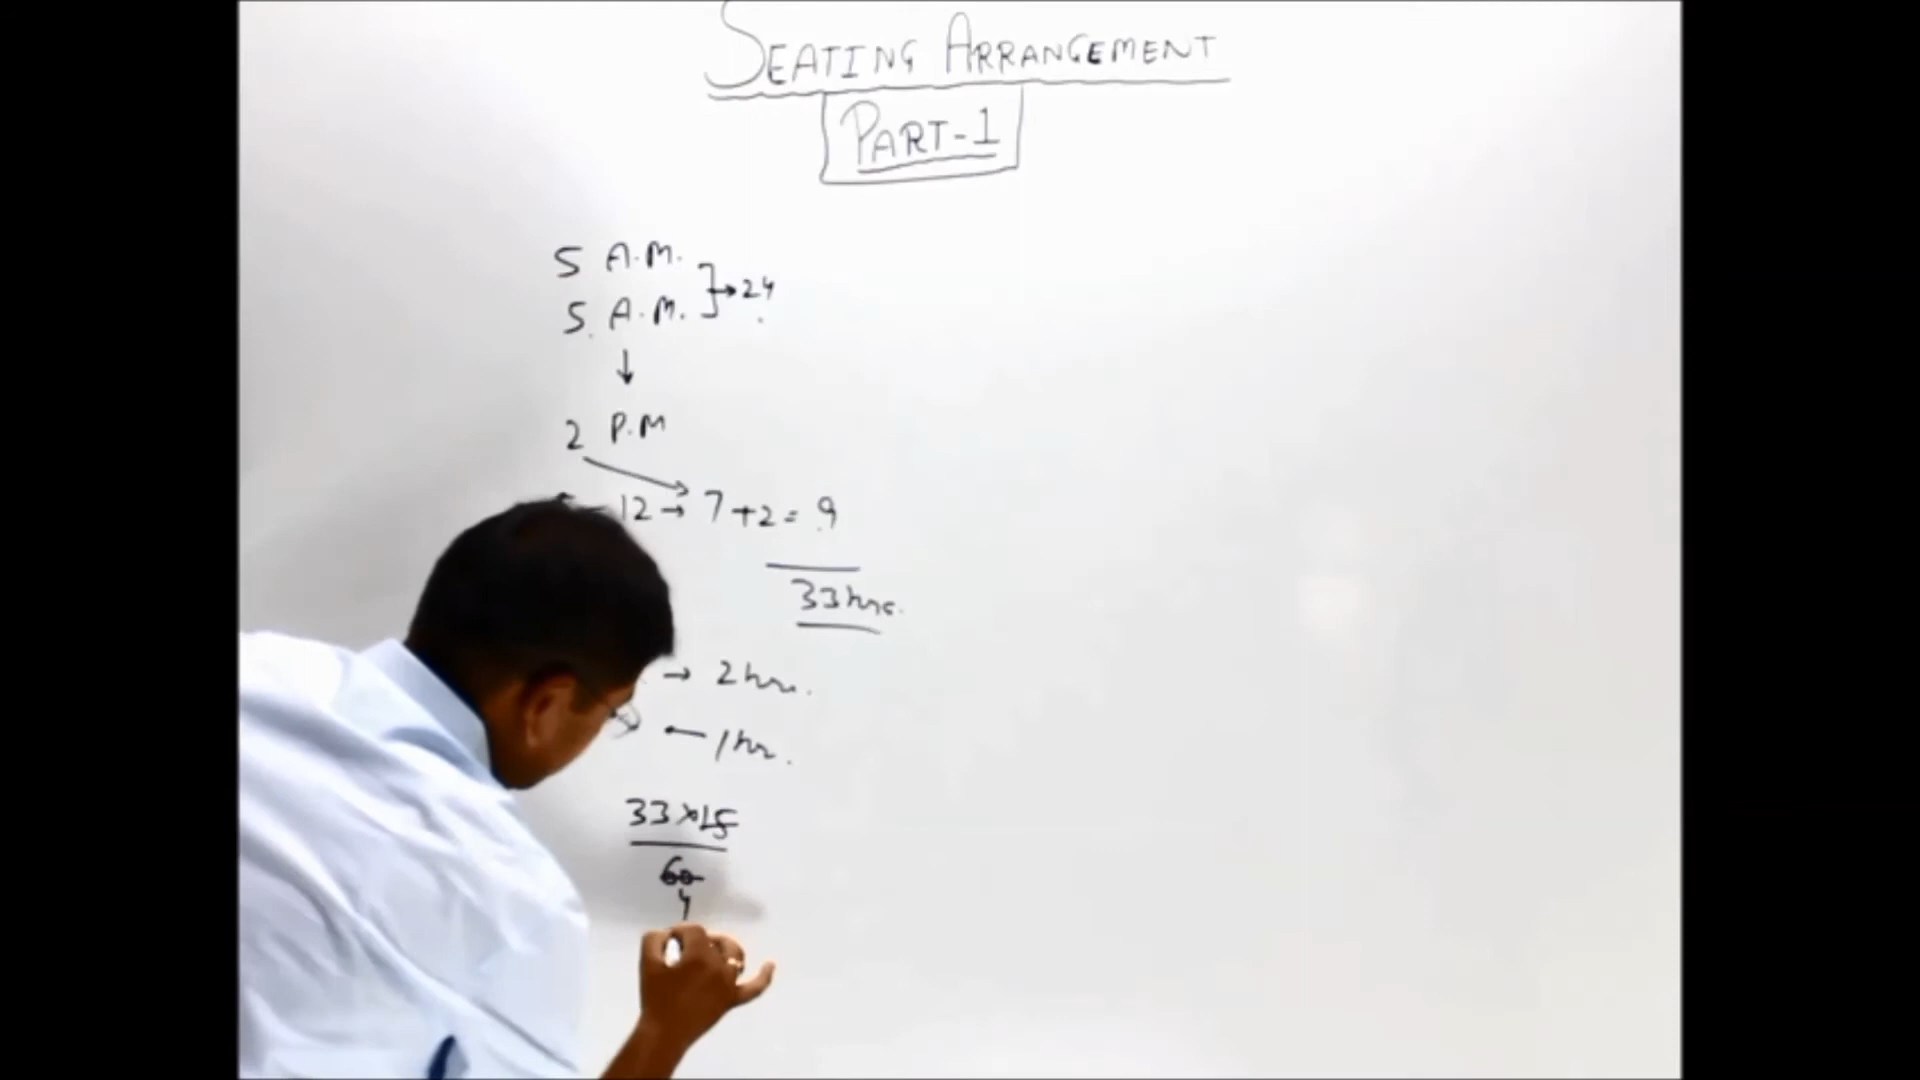 SEATING ARRANGEMENT
PART-1
5 A.M.
5 A.M. ] → 24
↓
2 P.M
12 → 7 + 2 = 9
33 hrs.
→ 2 hrs.
1 hr.
33 × 15
60
4